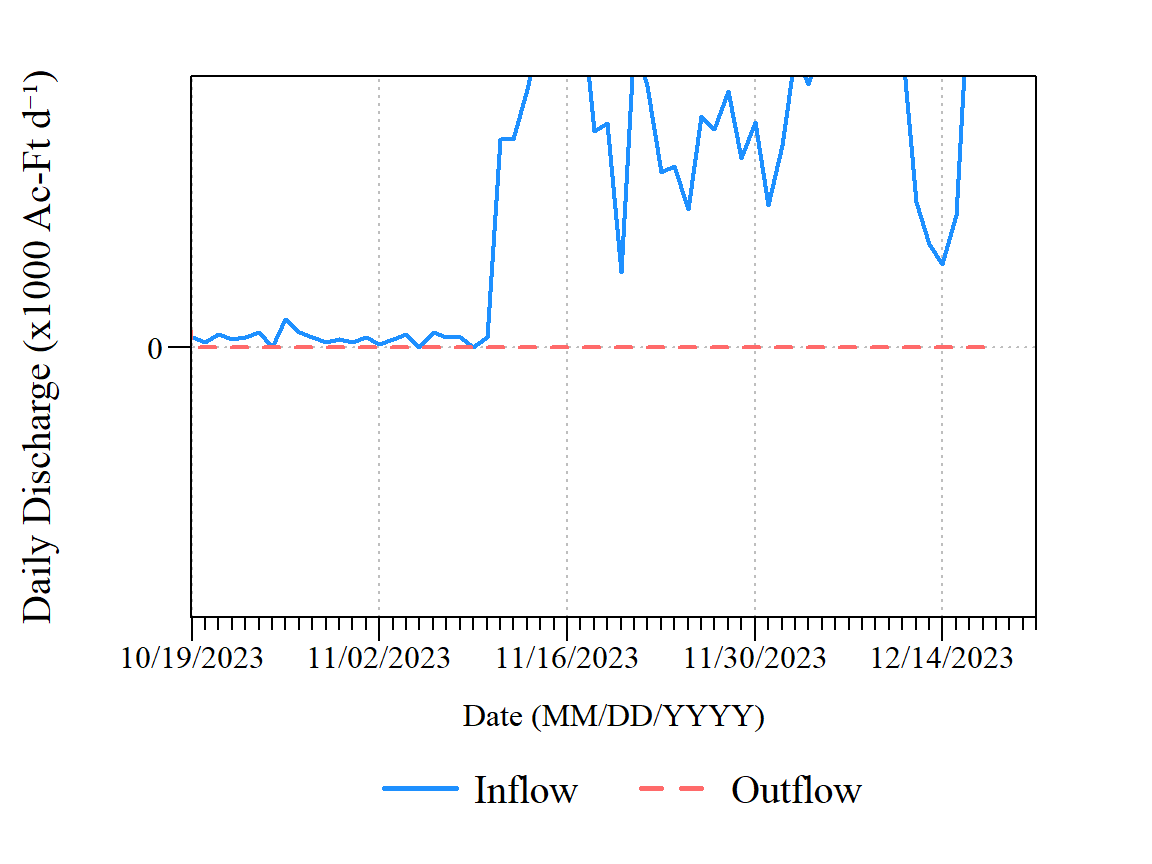 Daily Discharge (x1000 Ac-Ft d⁻¹)
0
10/19/2023 11/02/2023 11/16/2023 11/30/2023 12/14/2023
Date (MM/DD/YYYY)
Inflow Outflow